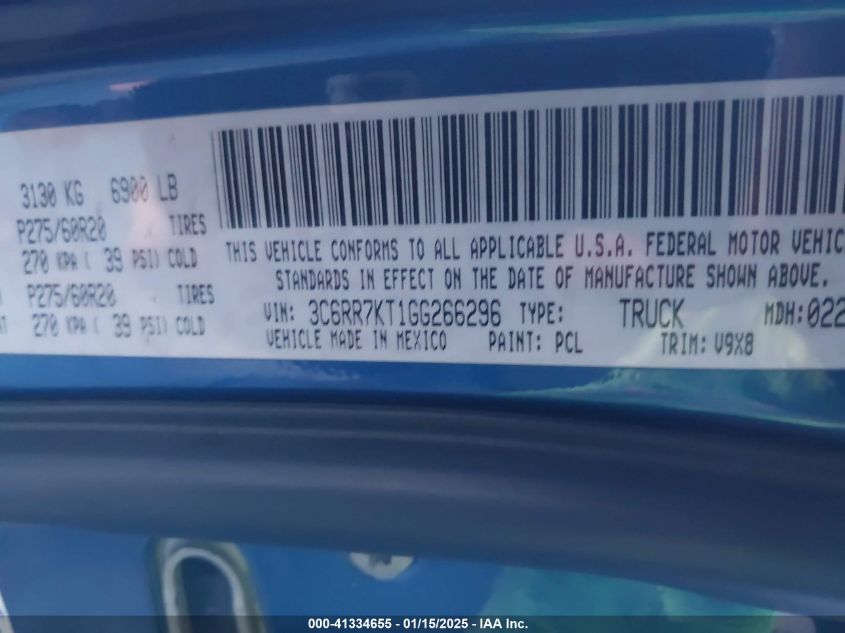 3130 KG 6900 LB
P275/60R20 TIRES
270 KPA ( 39 PSI) COLD
P275/60R20 TIRES
270 KPA ( 39 PSI) COLD
THIS VEHICLE CONFORMS TO ALL APPLICABLE U.S.A. FEDERAL MOTOR VEHIC
STANDARDS IN EFFECT ON THE DATE OF MANUFACTURE SHOWN ABOVE.
VIN: 3C6RR7KT1GG266296 TYPE: TRUCK MDH:022
VEHICLE MADE IN MEXICO PAINT: PCL TRIM: V9X8
000-41334655 - 01/15/2025 - IAA Inc.